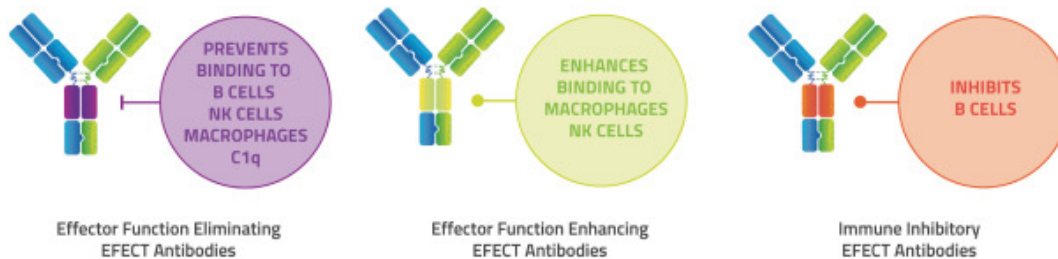 PREVENTS
BINDING TO
B CELLS
NK CELLS
MACROPHAGES
C1q
Effector Function Eliminating
EFECT Antibodies
ENHANCES
BINDING TO
MACROPHAGES
NK CELLS
Effector Function Enhancing
EFECT Antibodies
INHIBITS
B CELLS
Immune Inhibitory
EFECT Antibodies